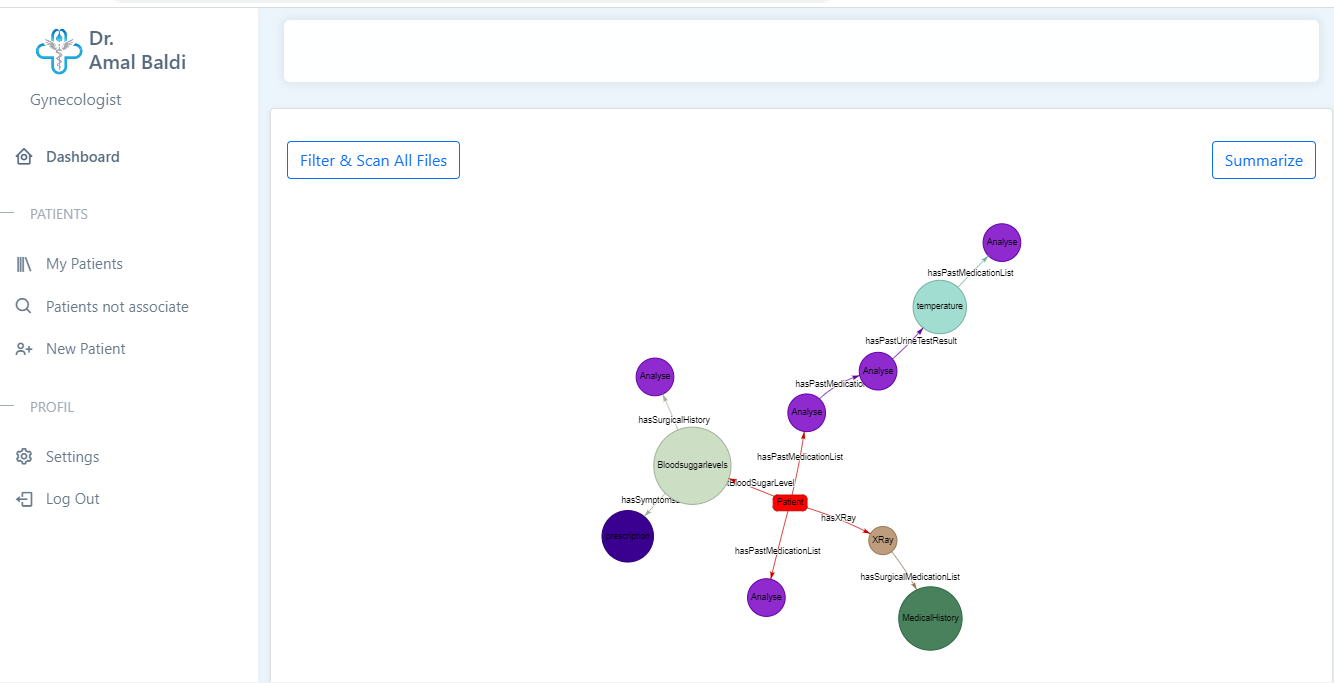 Dr.
Amal Baldi
Gynecologist
Dashboard
PATIENTS
My Patients
Patients not associate
New Patient
PROFIL
Settings
Log Out
Filter & Scan All Files
Summarize
Analyse
hasPastMedicationList
temperature
hasPastUrineTestResult
Analyse
hasPastMedicatio
Analyse
Analyse
hasSurgicalHistory
hasPastMedicationList
Bloodsuggarlevels
BloodSugarLevel
hasSymptoms
Patient
hasXRay
prescription
XRay
hasPastMedicationList
hasSurgicalMedicationList
Analyse
MedicalHistory